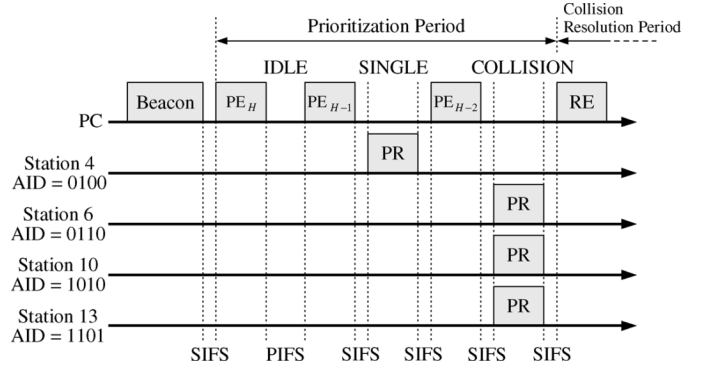 Collision
Resolution Period
Prioritization Period
IDLE SINGLE COLLISION
PC Beacon PE_H PE_{H−1} PE_{H−2} RE
Station 4
AID = 0100
PR
Station 6
AID = 0110
PR
Station 10
AID = 1010
PR
Station 13
AID = 1101
PR
SIFS PIFS SIFS SIFS SIFS SIFS